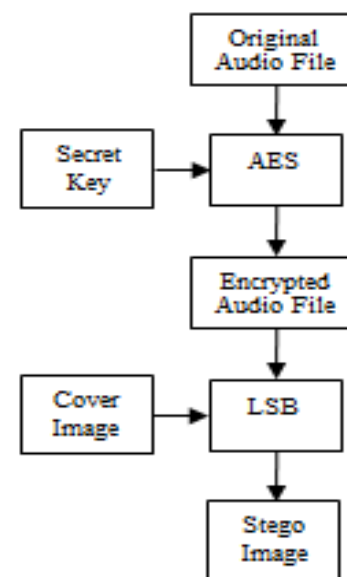 Original
Audio File
Secret
Key
AES
Encrypted
Audio File
Cover
Image
LSB
Stego
Image